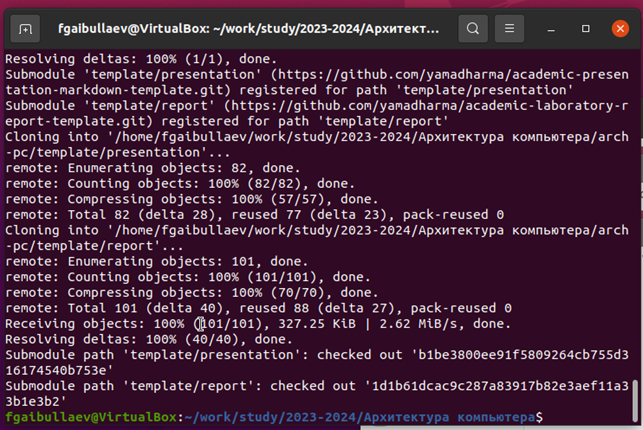 fgaibullaev@VirtualBox: ~/work/study/2023-2024/Архитект...
Resolving deltas: 100% (1/1), done.
Submodule 'template/presentation' (https://github.com/yamadharma/academic-presen
tation-markdown-template.git) registered for path 'template/presentation'
Submodule 'template/report' (https://github.com/yamadharma/academic-laboratory-r
eport-template.git) registered for path 'template/report'
Cloning into '/home/fgaibullaev/work/study/2023-2024/Архитектура компьютера/arch
-pc/template/presentation'...
remote: Enumerating objects: 82, done.
remote: Counting objects: 100% (82/82), done.
remote: Compressing objects: 100% (57/57), done.
remote: Total 82 (delta 28), reused 77 (delta 23), pack-reused 0
Cloning into '/home/fgaibullaev/work/study/2023-2024/Архитектура компьютера/arch
-pc/template/report'...
remote: Enumerating objects: 101, done.
remote: Counting objects: 100% (101/101), done.
remote: Compressing objects: 100% (70/70), done.
remote: Total 101 (delta 40), reused 88 (delta 27), pack-reused 0
Receiving objects: 100% (101/101), 327.25 KiB | 2.62 MiB/s, done.
Resolving deltas: 100% (40/40), done.
Submodule path 'template/presentation': checked out 'b1be3800ee91f5809264cb755d3
16174540b753e'
Submodule path 'template/report': checked out '1d1b61dcac9c287a83917b82e3aef11a3
3b1e3b2'
fgaibullaev@VirtualBox:~/work/study/2023-2024/Архитектура компьютера$